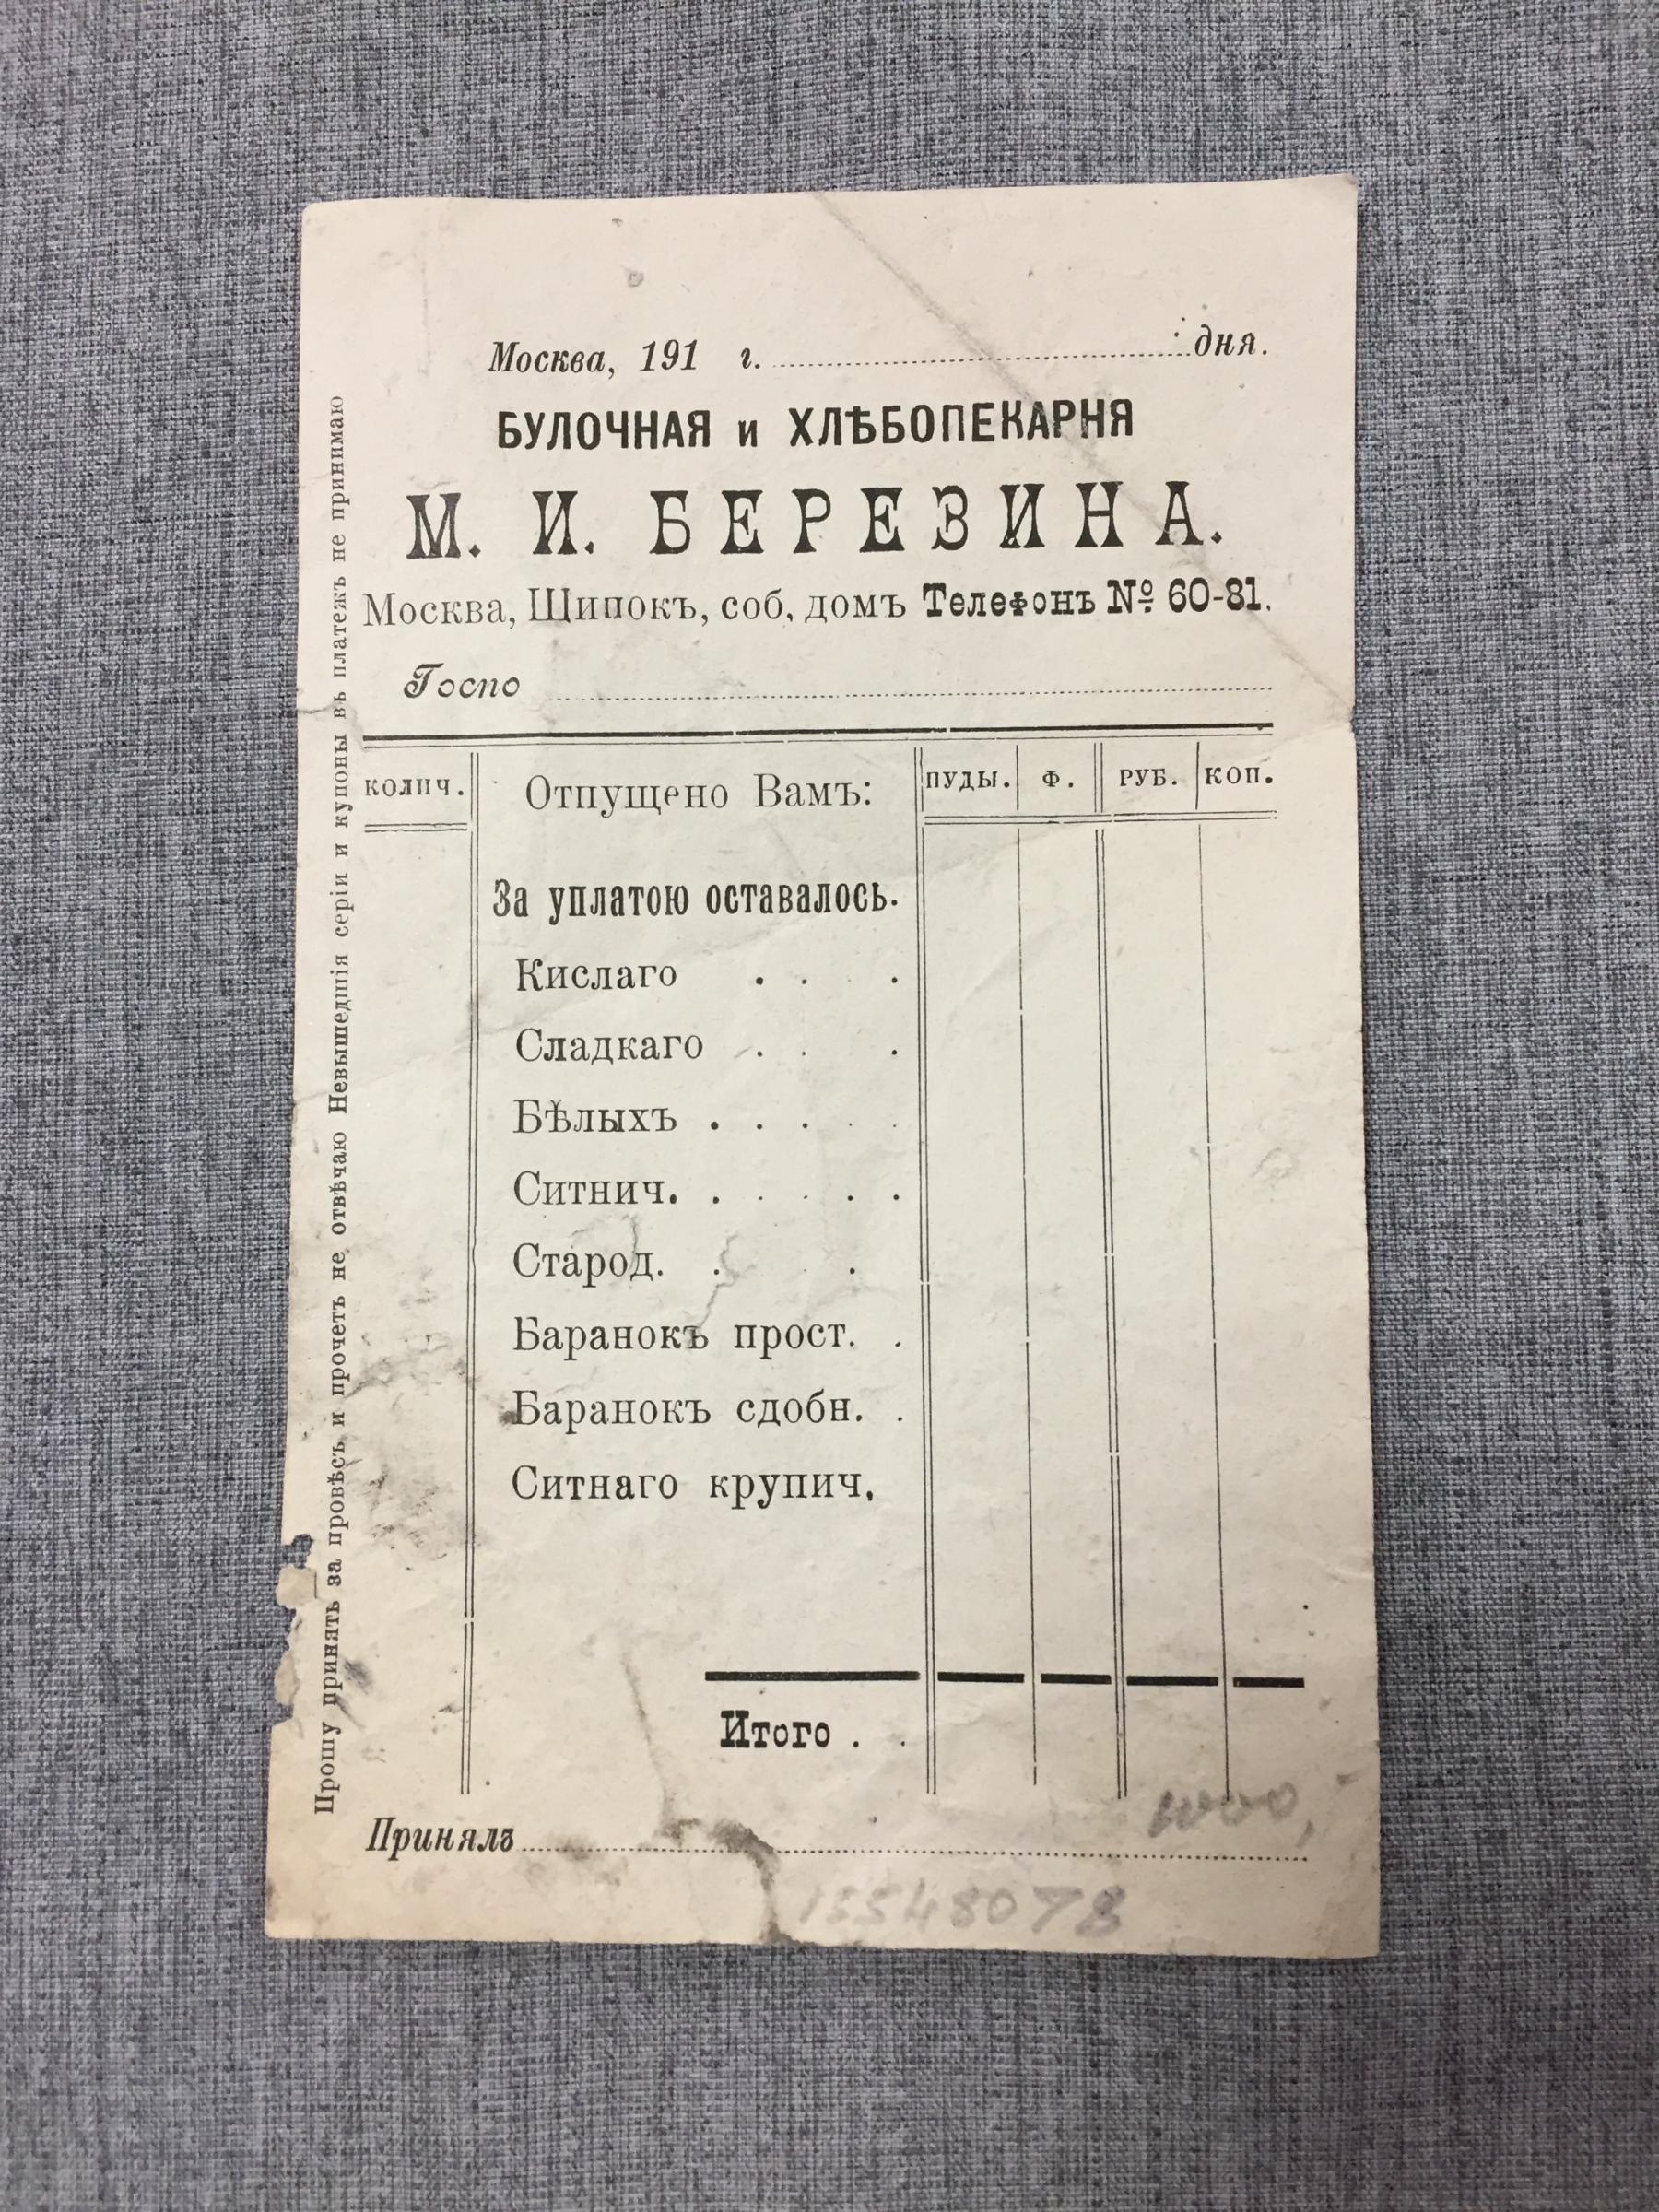 Москва, 191 г. дня.
БУЛОЧНАЯ и ХЛѢБОПЕКАРНЯ
М. И. БЕРЕЗИНА.
Москва, Щипокъ, соб, домъ Телефонъ № 60-81.
Госпо
колич. Отпущено Вамъ: пуды. Ф. РУБ. КОП.
За уплатою оставалось.
Кислаго . . .
Сладкаго . . .
Бѣлыхъ . . . . .
Ситнич. . . . . .
Старод. . .
Баранокъ прост. .
Баранокъ сдобн. .
Ситнаго крупич,
Итого . .
Принялъ
15548078
Прошу принять за провѣсъ и прочетъ не отвѣчаю Невышедшія серіи и купоны въ платежъ не принимаю